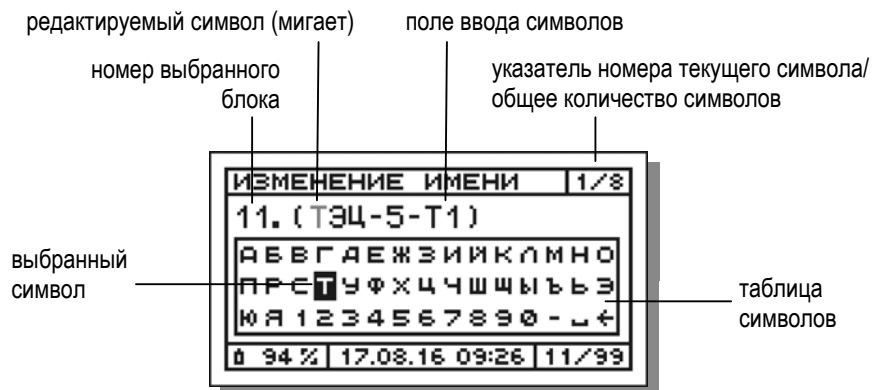 редактируемый символ (мигает)
поле ввода символов
номер выбранного
блока
указатель номера текущего символа/
общее количество символов
ИЗМЕНЕНИЕ ИМЕНИ 1/8
11.(ТЭЦ-5-Т1)
АБВГДЕЖЗИЙКЛМНО
ПРСТУФХЦЧШЩЫЪЬЭ
ЮЯ1234567890-␣←
94% 17.08.16 09:26 11/99
выбранный
символ
таблица
символов